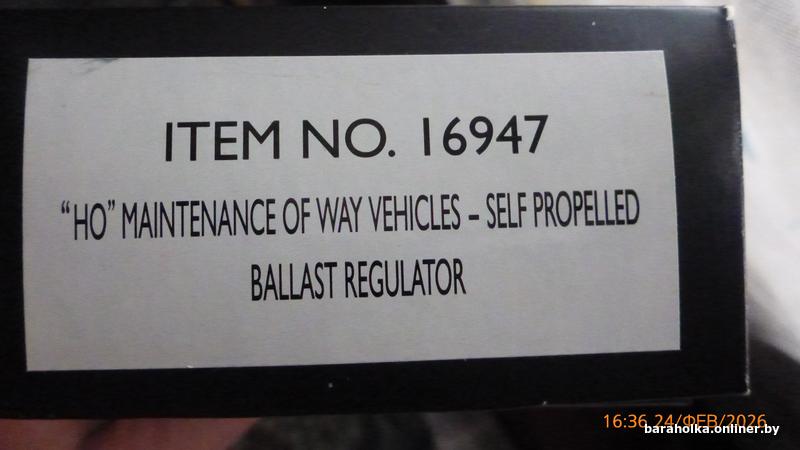 ITEM NO. 16947
“HO” MAINTENANCE OF WAY VEHICLES – SELF PROPELLED
BALLAST REGULATOR
16:36 24/ФЕВ/2026
baraholka.onliner.by